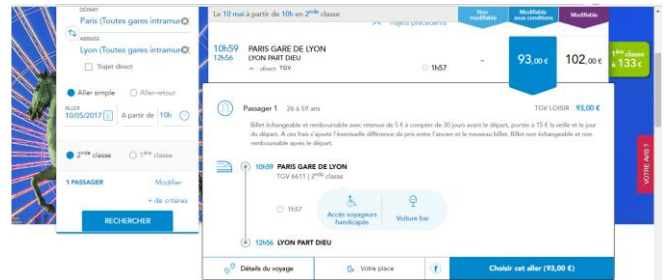 DÉPART
Paris (Toutes gares intramur
ARRIVÉE
Lyon (Toutes gares intramur
Trajet direct
Aller simple
Aller-retour
ALLER
10/05/2017
A partir de 10h
2nde classe
1ère classe
1 PASSAGER
Modifier
+ de critères
RECHERCHER
Le 10 mai à partir de 10h en 2nde classe
Non modifiable
Modifiable sous conditions
Modifiable
Trajets précédents
10h59 PARIS GARE DE LYON
12h56 LYON PART DIEU
direct TGV
1h57
-
93,00 €
102,00 €
1ère classe
à 133€
Passager 1 26 à 59 ans
TGV LOISIR 93,00 €
Billet échangeable et remboursable avec retenue de 5 € à compter de 30 jours avant le départ, portée à 15 € la veille et le jour
du départ. A ces frais s'ajoute l'éventuelle différence de prix entre l'ancien et le nouveau billet. Billet non échangeable et non
remboursable après le départ.
10h59 PARIS GARE DE LYON
TGV 6611 | 2nde classe
1h57
Accès voyageurs
handicapés
Voiture bar
12h56 LYON PART DIEU
Détails du voyage
Votre place
f
Choisir cet aller (93,00 €)
VOTRE AVIS ?